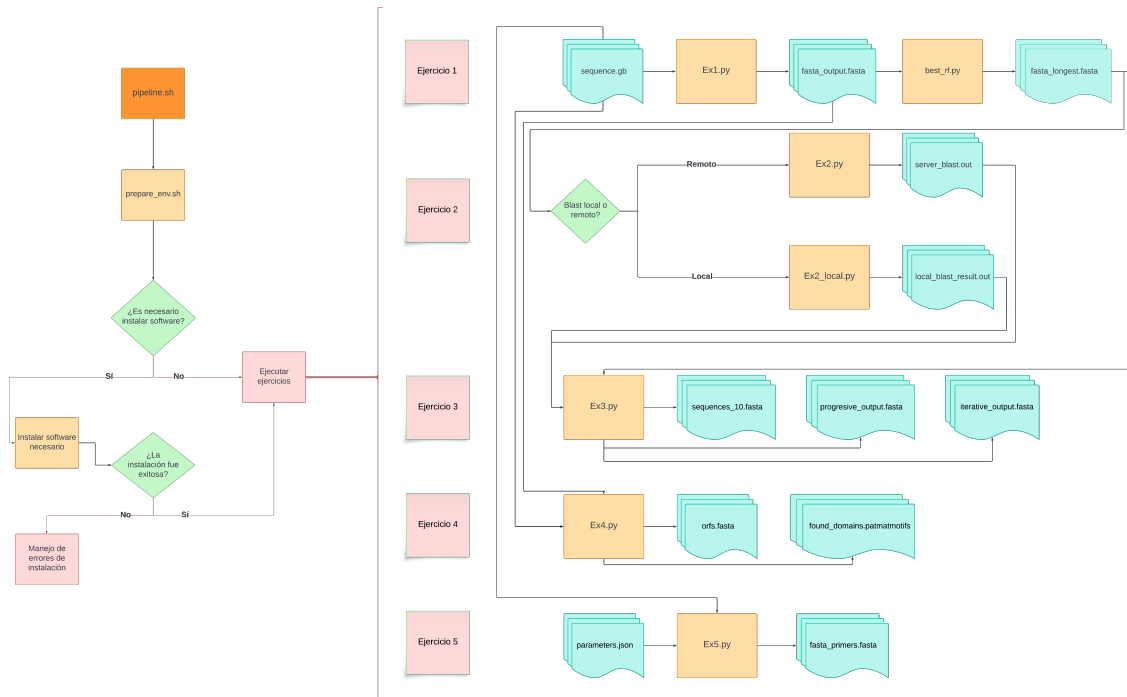 pipeline.sh
prepare_env.sh
¿Es necesario
instalar software?
Sí
No
Ejecutar
ejercicios
Instalar software
necesario
¿La
instalación fue
exitosa?
No
Sí
Manejo de
errores de
instalación
Ejercicio 1
sequence.gb
Ex1.py
fasta_output.fasta
best_rf.py
fasta_longest.fasta
Ejercicio 2
Blast local o
remoto?
Remoto
Ex2.py
server_blast.out
Local
Ex2_local.py
local_blast_result.out
Ejercicio 3
Ex3.py
sequences_10.fasta
progresive_output.fasta
iterative_output.fasta
Ejercicio 4
Ex4.py
orfs.fasta
found_domains.patmatmotifs
Ejercicio 5
parameters.json
Ex5.py
fasta_primers.fasta